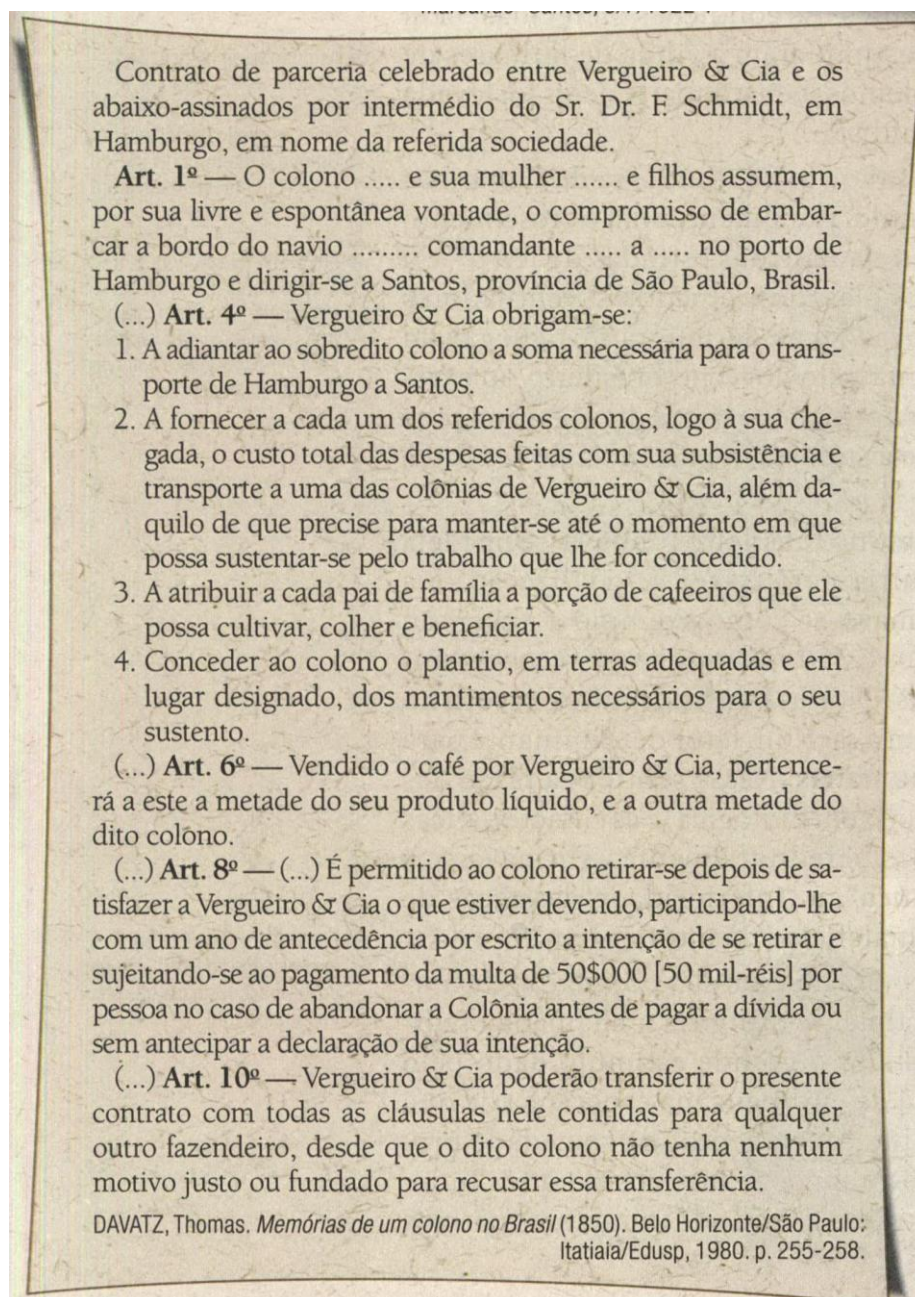 Contrato de parceria celebrado entre Vergueiro & Cia e os
abaixo-assinados por intermédio do Sr. Dr. F. Schmidt, em
Hamburgo, em nome da referida sociedade.
Art. 1º — O colono ..... e sua mulher ...... e filhos assumem,
por sua livre e espontânea vontade, o compromisso de embar-
car a bordo do navio ......... comandante ..... a ..... no porto de
Hamburgo e dirigir-se a Santos, província de São Paulo, Brasil.
(...) Art. 4º — Vergueiro & Cia obrigam-se:
1. A adiantar ao sobredito colono a soma necessária para o trans-
porte de Hamburgo a Santos.
2. A fornecer a cada um dos referidos colonos, logo à sua che-
gada, o custo total das despesas feitas com sua subsistência e
transporte a uma das colônias de Vergueiro & Cia, além da-
quilo de que precise para manter-se até o momento em que
possa sustentar-se pelo trabalho que lhe for concedido.
3. A atribuir a cada pai de família a porção de cafeeiros que ele
possa cultivar, colher e beneficiar.
4. Conceder ao colono o plantio, em terras adequadas e em
lugar designado, dos mantimentos necessários para o seu
sustento.
(...) Art. 6º — Vendido o café por Vergueiro & Cia, pertence-
rá a este a metade do seu produto líquido, e a outra metade do
dito colono.
(...) Art. 8º — (...) É permitido ao colono retirar-se depois de sa-
tisfazer a Vergueiro & Cia o que estiver devendo, participando-lhe
com um ano de antecedência por escrito a intenção de se retirar e
sujeitando-se ao pagamento da multa de 50$000 [50 mil-réis] por
pessoa no caso de abandonar a Colônia antes de pagar a dívida ou
sem antecipar a declaração de sua intenção.
(...) Art. 10º — Vergueiro & Cia poderão transferir o presente
contrato com todas as cláusulas nele contidas para qualquer
outro fazendeiro, desde que o dito colono não tenha nenhum
motivo justo ou fundado para recusar essa transferência.
DAVATZ, Thomas. Memórias de um colono no Brasil (1850). Belo Horizonte/São Paulo:
Itatiaia/Edusp, 1980. p. 255-258.